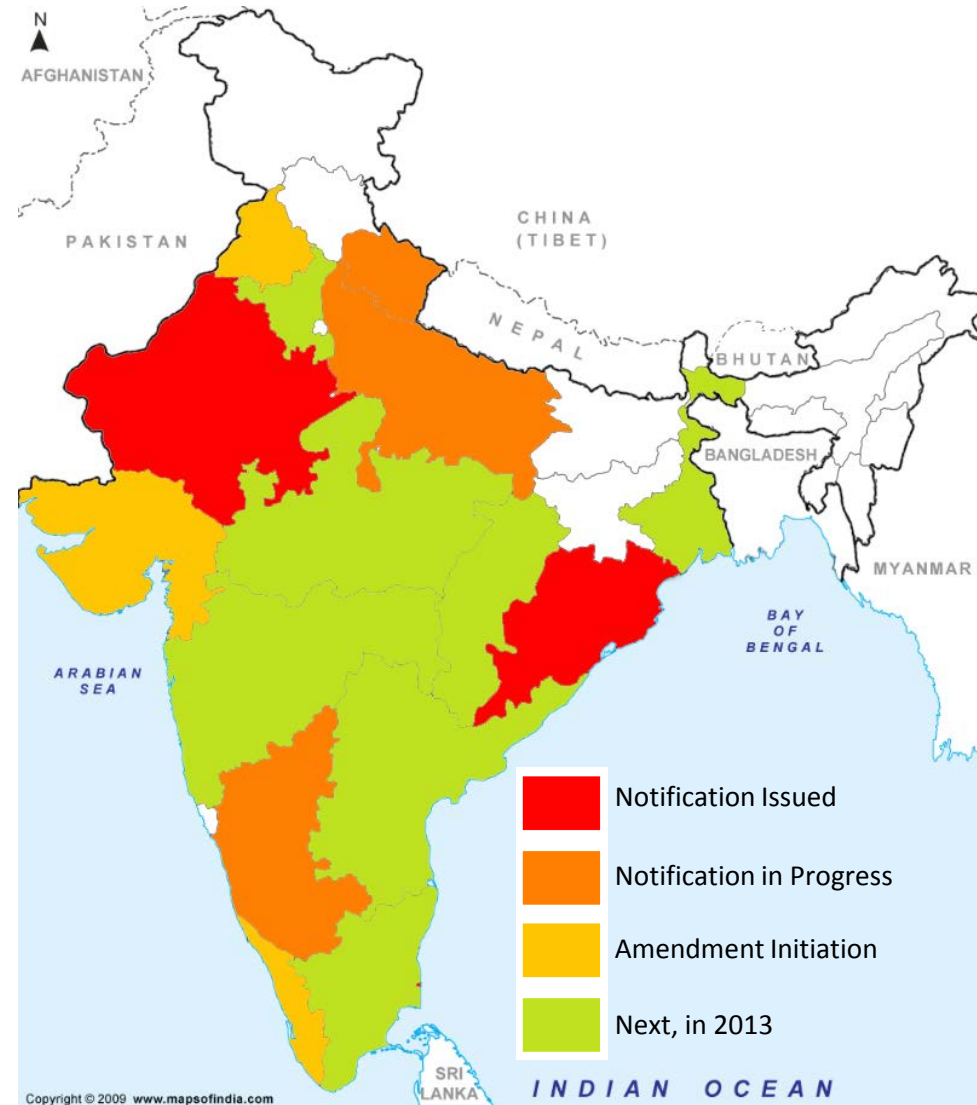 N
AFGHANISTAN
PAKISTAN
CHINA
(TIBET)
NEPAL
BHUTAN
BANGLADESH
MYANMAR
BAY
OF
BENGAL
ARABIAN
SEA
Notification Issued
Notification in Progress
Amendment Initiation
Next, in 2013
SRI
LANKA
INDIAN OCEAN
Copyright © 2009 www.mapsofindia.com